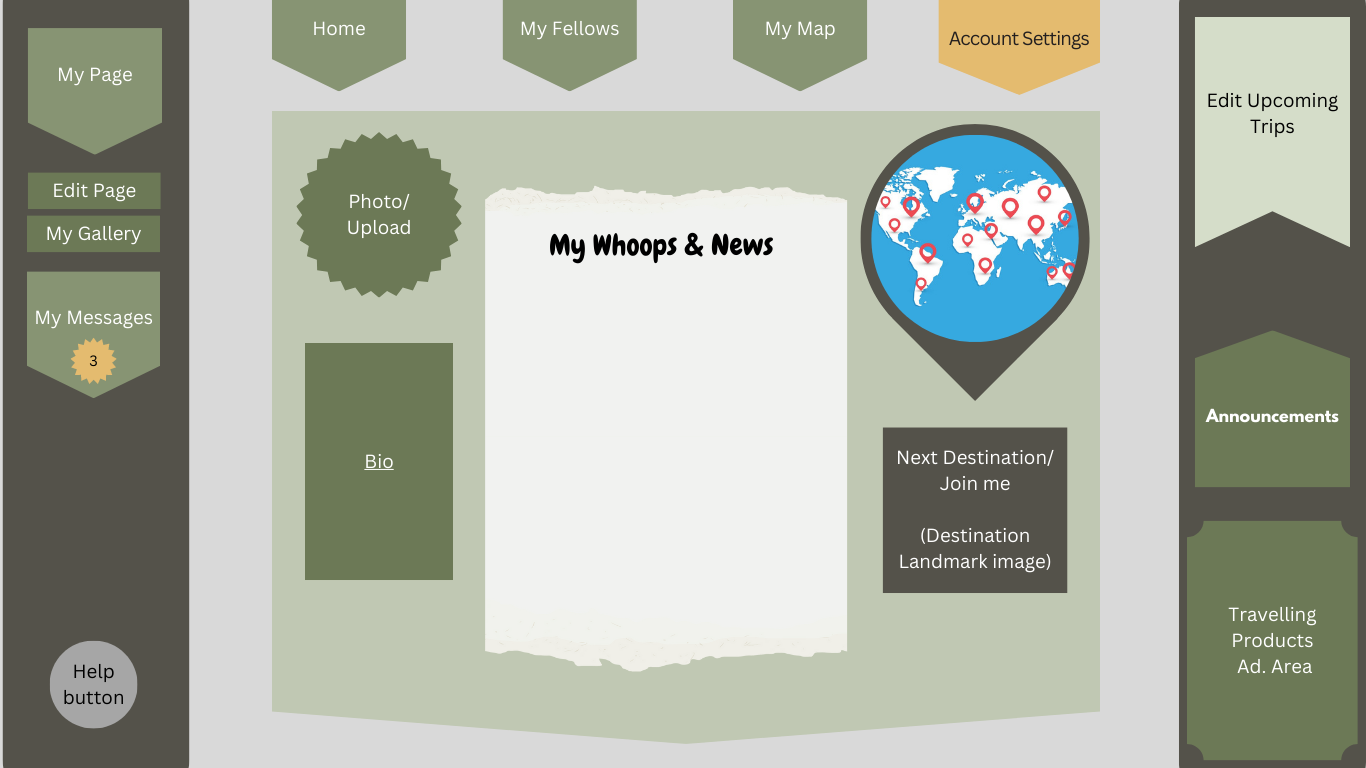 Home
My Fellows
My Map
Account Settings
My Page
Edit Page
My Gallery
My Messages
3
Help
button
Photo/
Upload
Bio
My Whoops & News
Next Destination/
Join me
(Destination
Landmark image)
Edit Upcoming
Trips
Announcements
Travelling
Products
Ad. Area